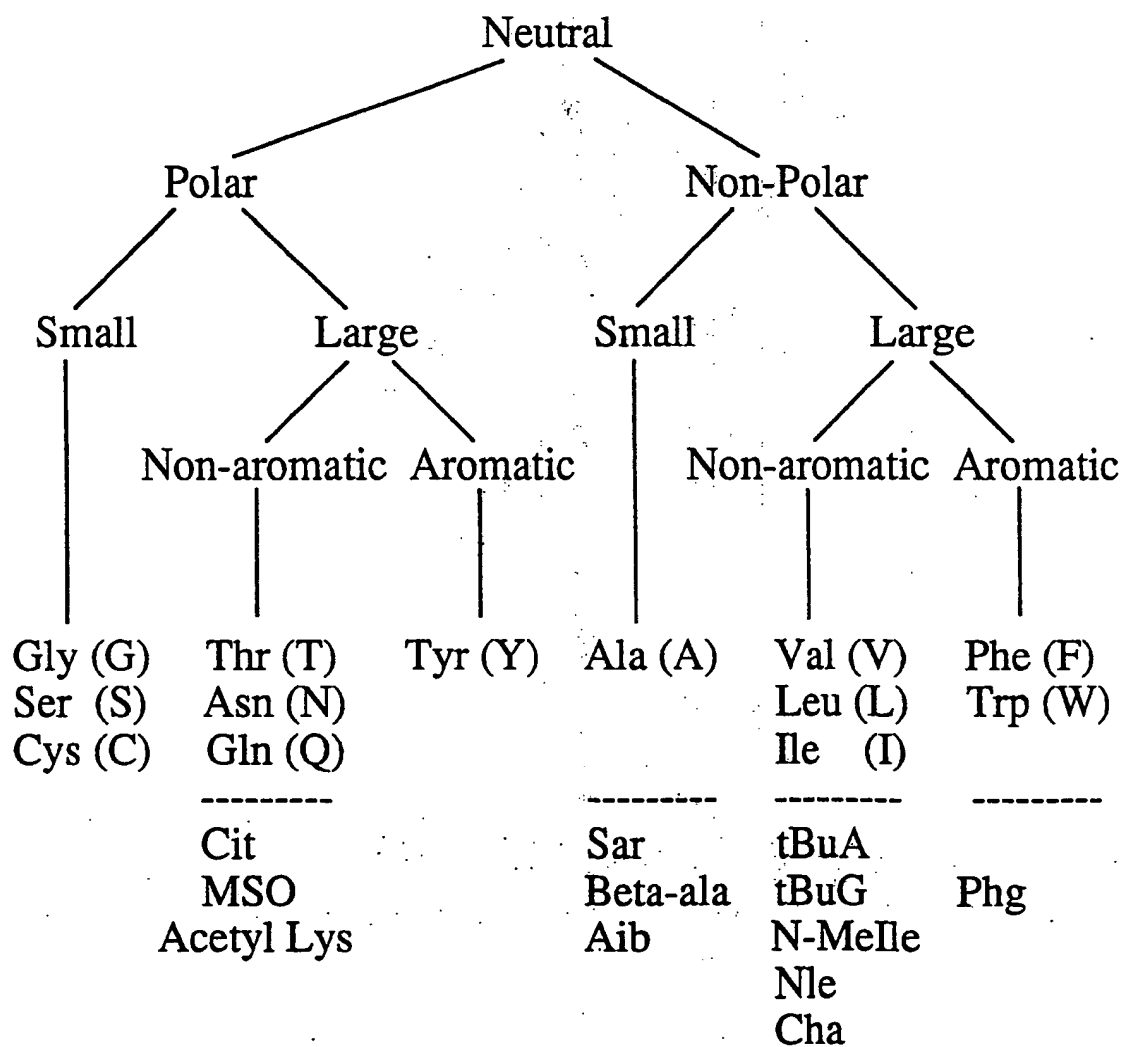 Neutral
Polar Non-Polar
Small Large Small Large
Non-aromatic Aromatic Non-aromatic Aromatic
Gly (G) Thr (T) Tyr (Y) Ala (A) Val (V) Phe (F)
Ser (S) Asn (N) Leu (L) Trp (W)
Cys (C) Gln (Q) Ile (I)
--------- --------- --------- ---------
Cit Sar tBuA
MSO Beta-ala tBuG Phg
Acetyl Lys Aib N-MeIle
Nle
Cha